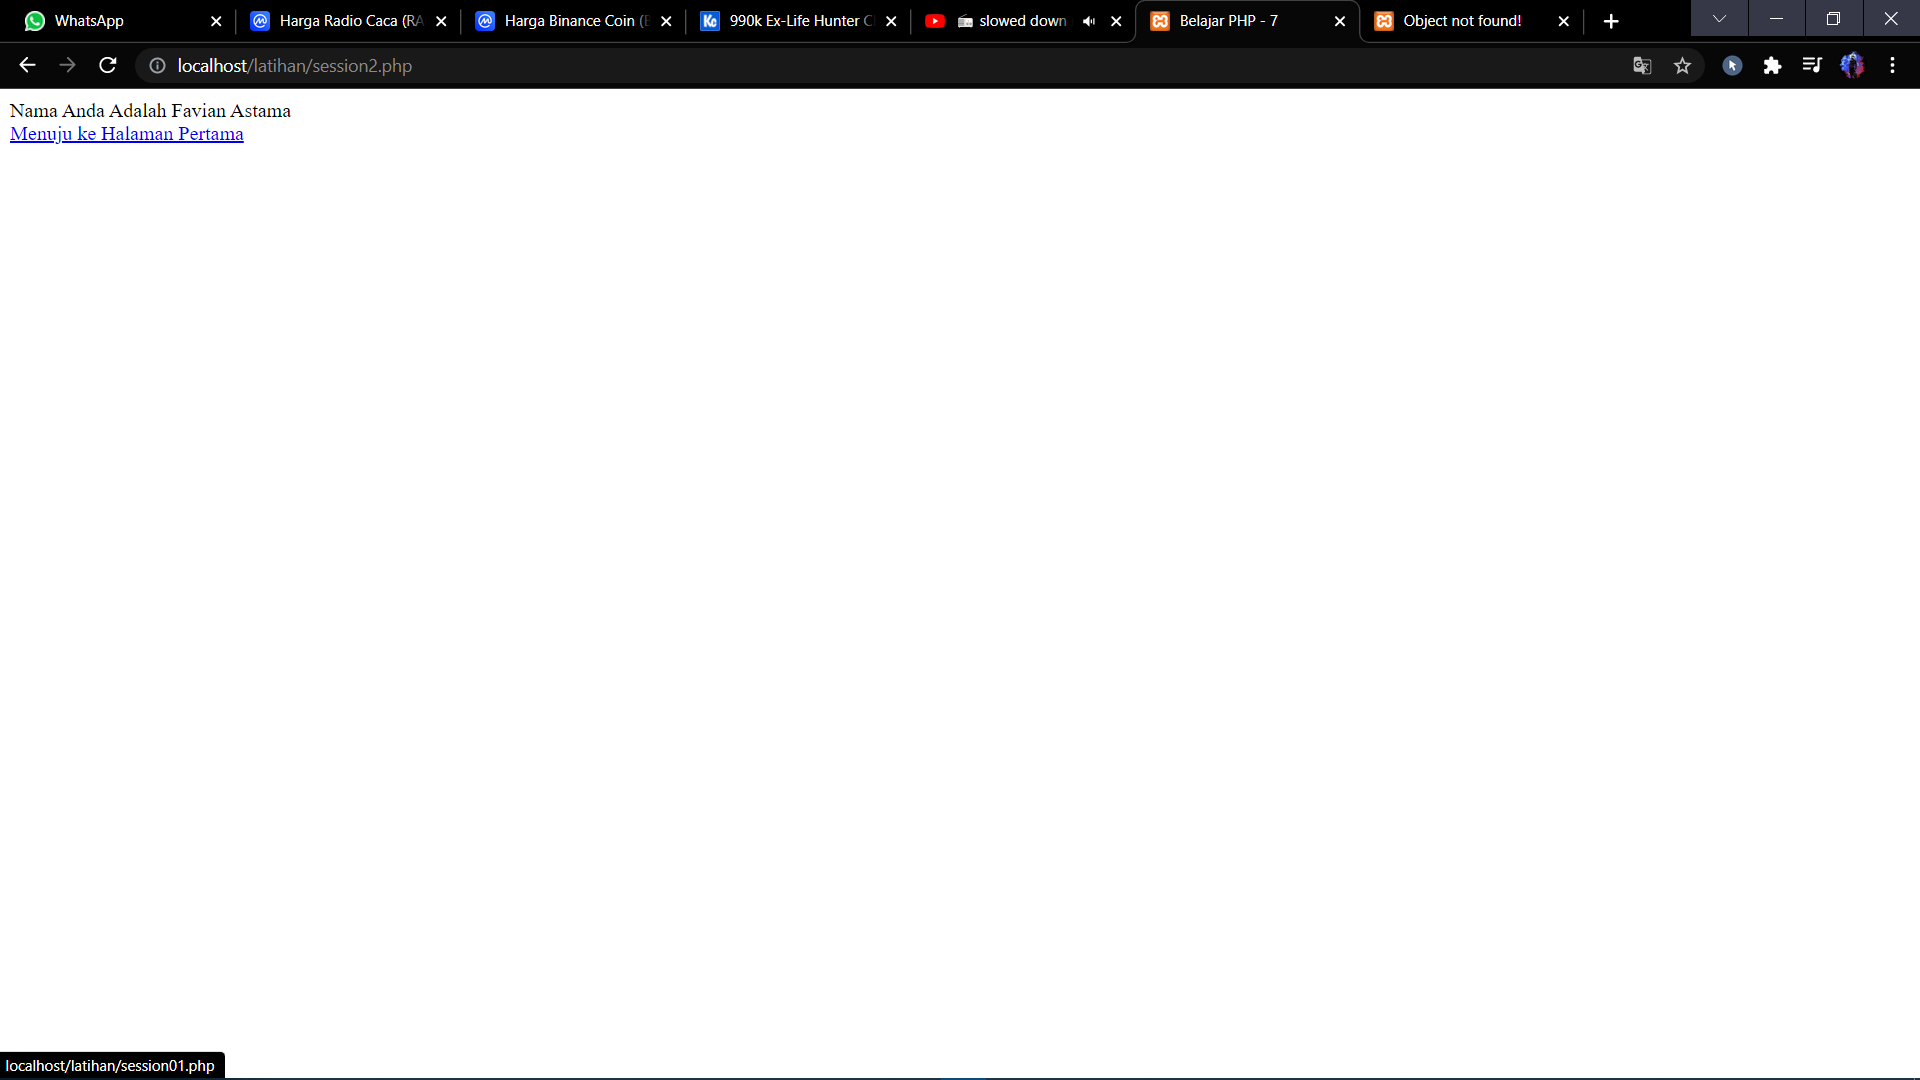 WhatsApp
Harga Radio Caca (RA
Harga Binance Coin (B
990k Ex-Life Hunter C
slowed down
Belajar PHP - 7
Object not found!
localhost/latihan/session2.php
Nama Anda Adalah Favian Astama
Menuju ke Halaman Pertama
localhost/latihan/session01.php